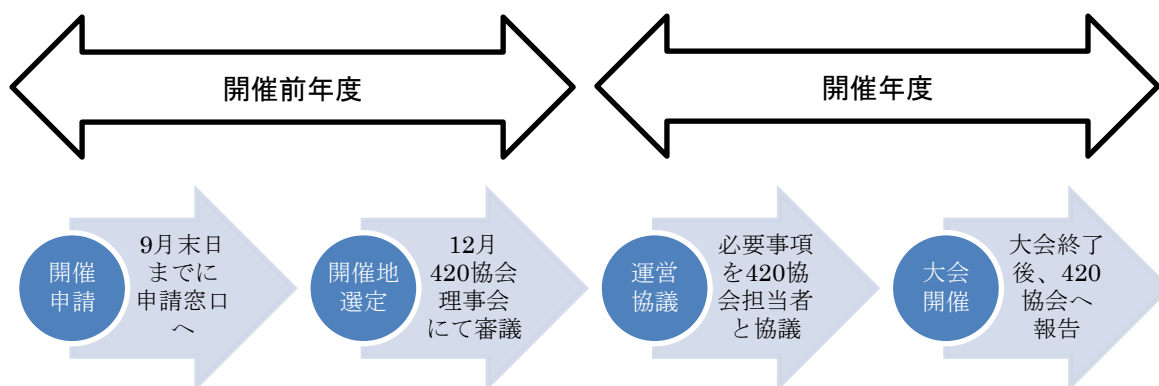 開催前年度
開催年度
開催
申請
9月末日
までに
申請窓口
へ
開催地
選定
12月
420協会
理事会
にて審議
運営
協議
必要事項
を420協
会担当者
と協議
大会
開催
大会終了
後、420
協会へ
報告